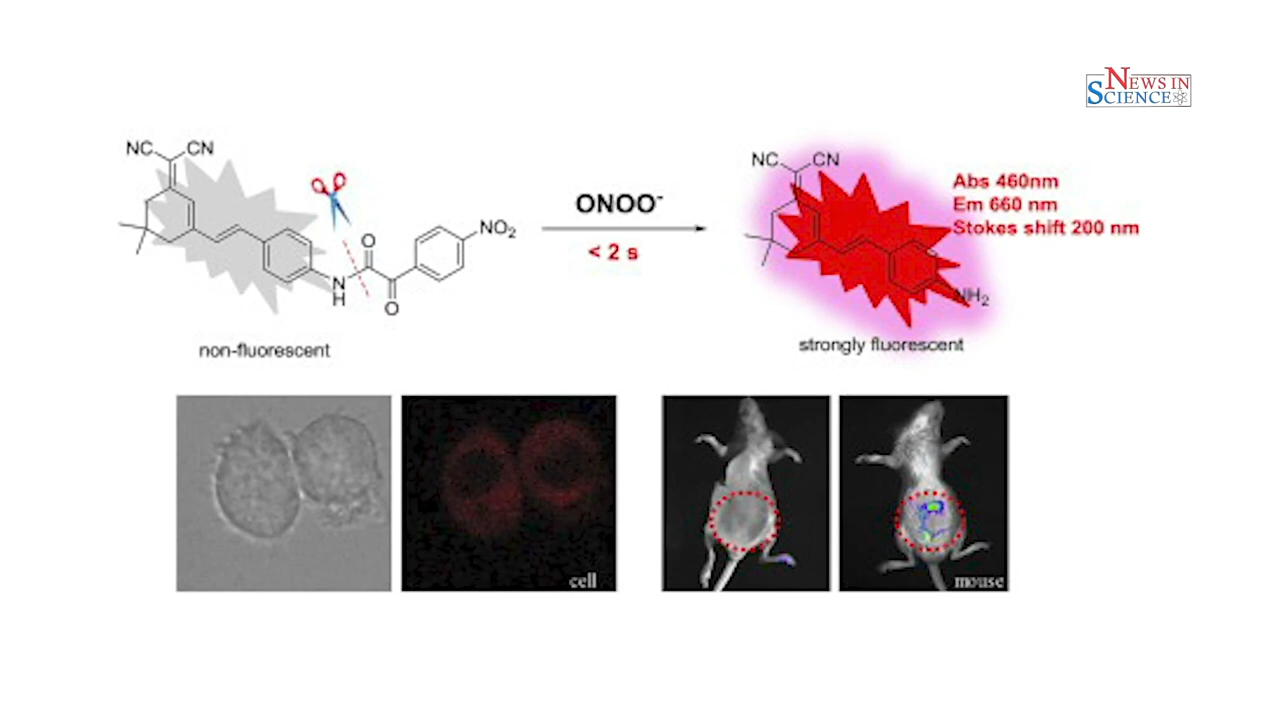 NEWS IN
SCIENCE
NC CN
O
NO₂
N
H
O
non-fluorescent
ONOO⁻
< 2 s
NC CN
Abs 460nm
Em 660 nm
Stokes shift 200 nm
NH₂
strongly fluorescent
cell
mouse